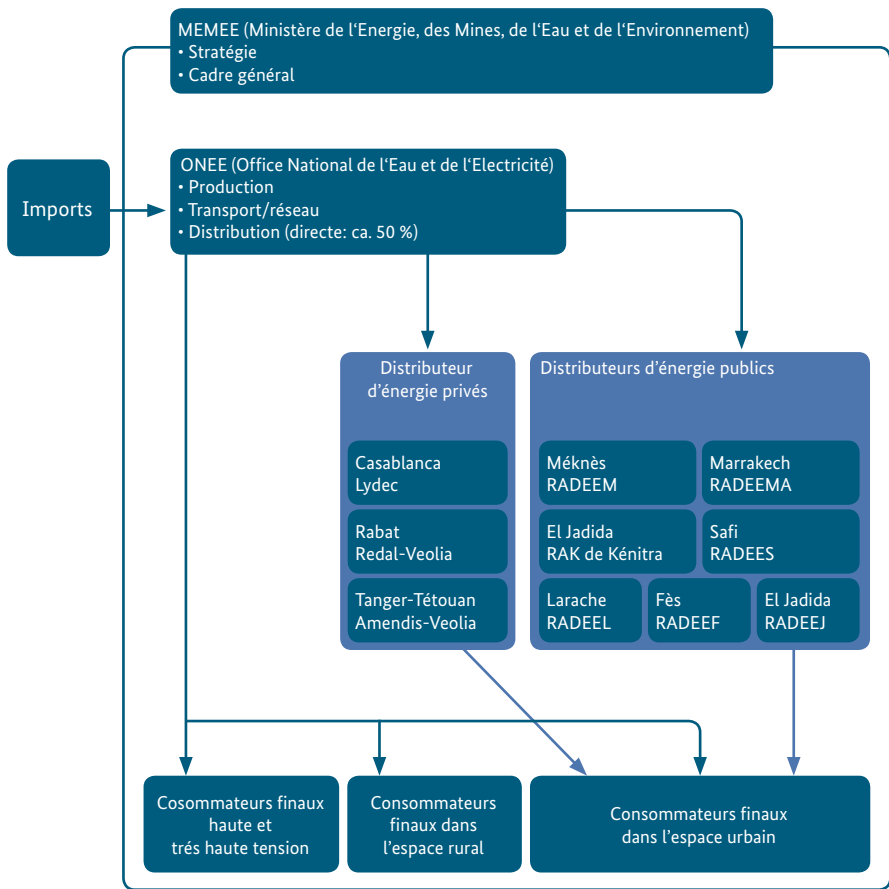 MEMEE (Ministère de l‘Energie, des Mines, de l‘Eau et de l‘Environnement)
• Stratégie
• Cadre général
Imports
ONEE (Office National de l‘Eau et de l‘Electricité)
• Production
• Transport/réseau
• Distribution (directe: ca. 50 %)
Distributeur
d’énergie privés
Casablanca
Lydec
Rabat
Redal-Veolia
Tanger-Tétouan
Amendis-Veolia
Distributeurs d’énergie publics
Méknès
RADEEM
Marrakech
RADEEMA
El Jadida
RAK de Kénitra
Safi
RADEES
Larache
RADEEL
Fès
RADEEF
El Jadida
RADEEJ
Cosommateurs finaux
haute et
trés haute tension
Consommateurs
finaux dans
l’espace rural
Consommateurs finaux
dans l’espace urbain